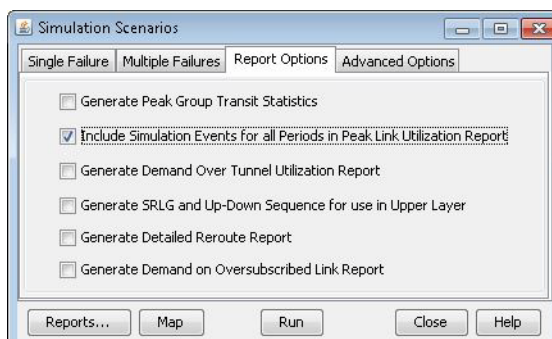 Simulation Scenarios
Single Failure Multiple Failures Report Options Advanced Options
Generate Peak Group Transit Statistics
Include Simulation Events for all Periods in Peak Link Utilization Report
Generate Demand Over Tunnel Utilization Report
Generate SRLG and Up-Down Sequence for use in Upper Layer
Generate Detailed Reroute Report
Generate Demand on Oversubscribed Link Report
Reports... Map Run Close Help